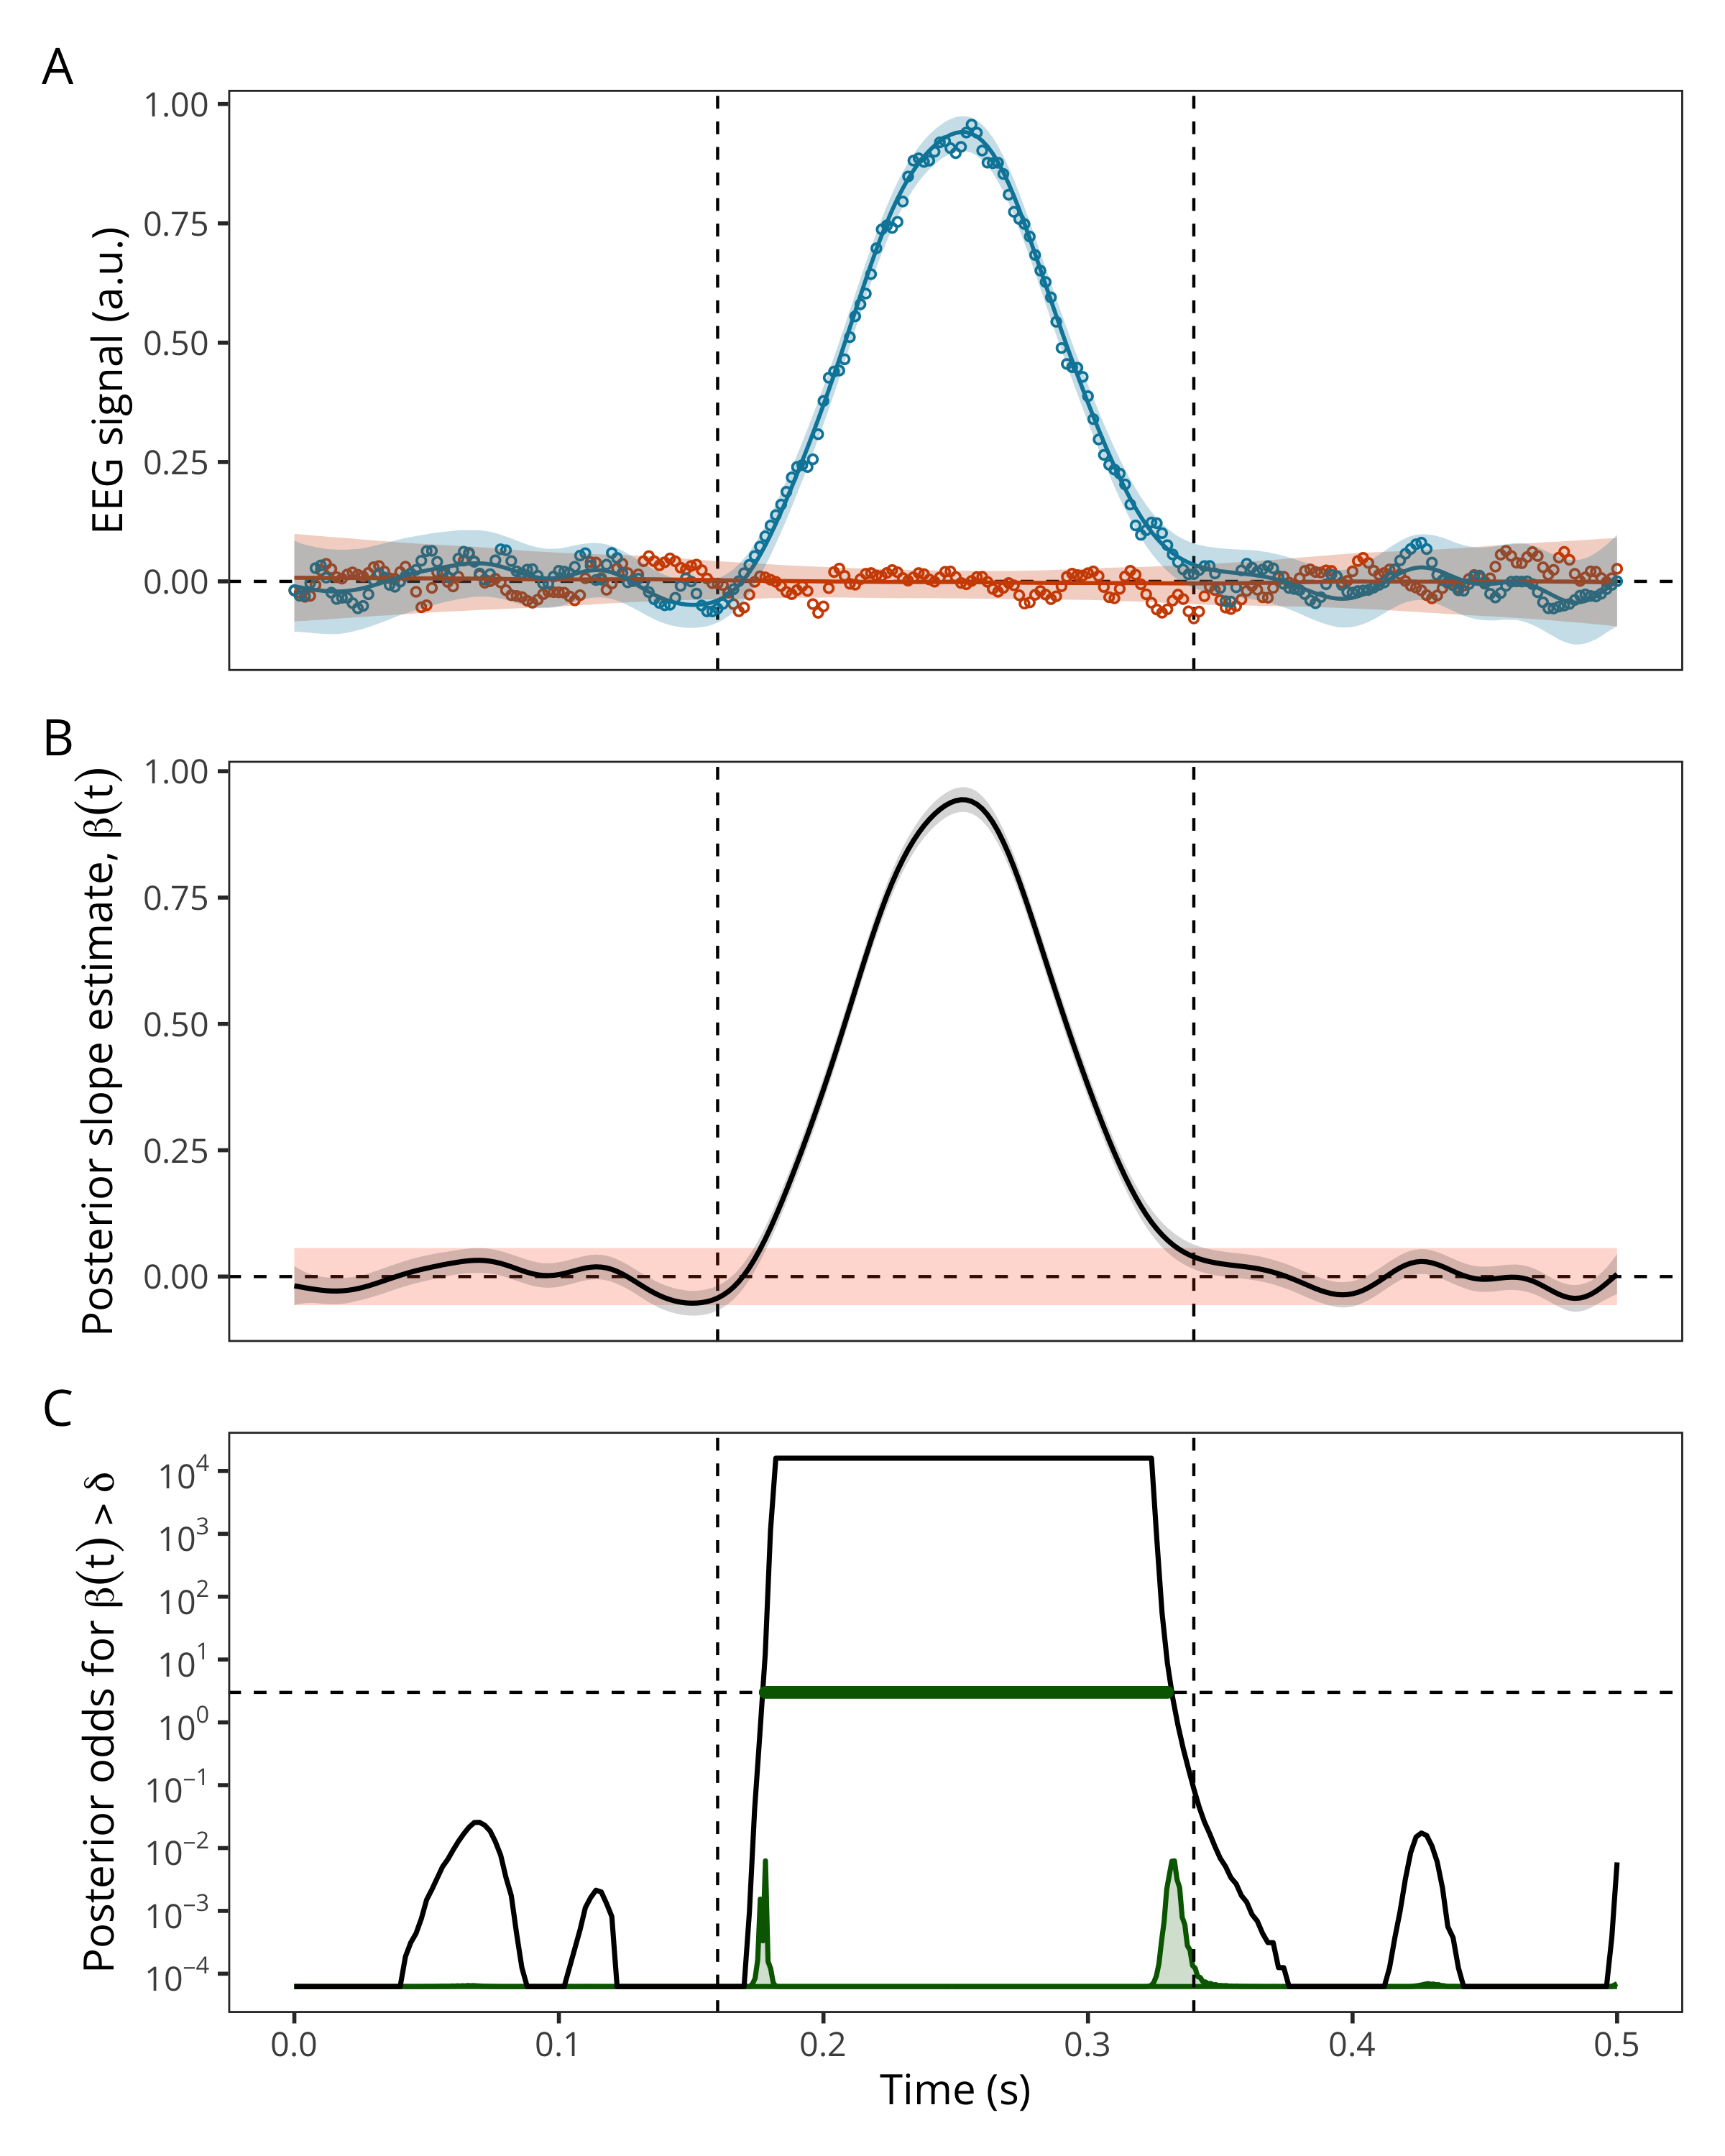 A
1.00
0.75
0.50
0.25
0.00
EEG signal (a.u.)
B
1.00
0.75
0.50
0.25
0.00
Posterior slope estimate, β(t)
C
10⁴
10³
10²
10¹
10⁰
10⁻¹
10⁻²
10⁻³
10⁻⁴
Posterior odds for β(t) > δ
0.0 0.1 0.2 0.3 0.4 0.5
Time (s)